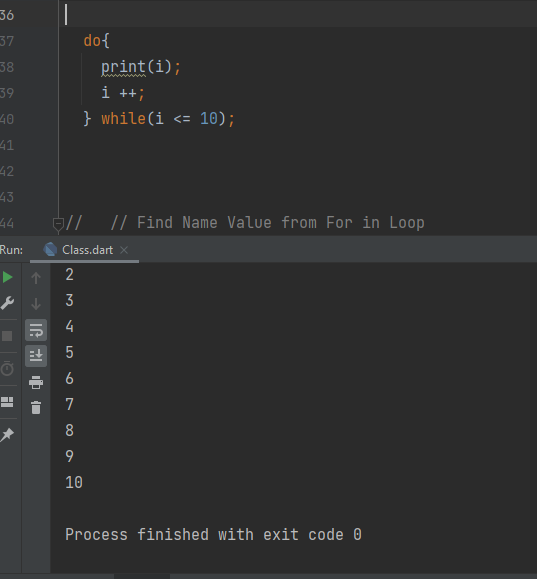 36
37 do{
38 print(i);
39 i ++;
40 } while(i <= 10);
41
42
43
44 // // Find Name Value from For in Loop
Run: Class.dart ×
2
3
4
5
6
7
8
9
10
Process finished with exit code 0